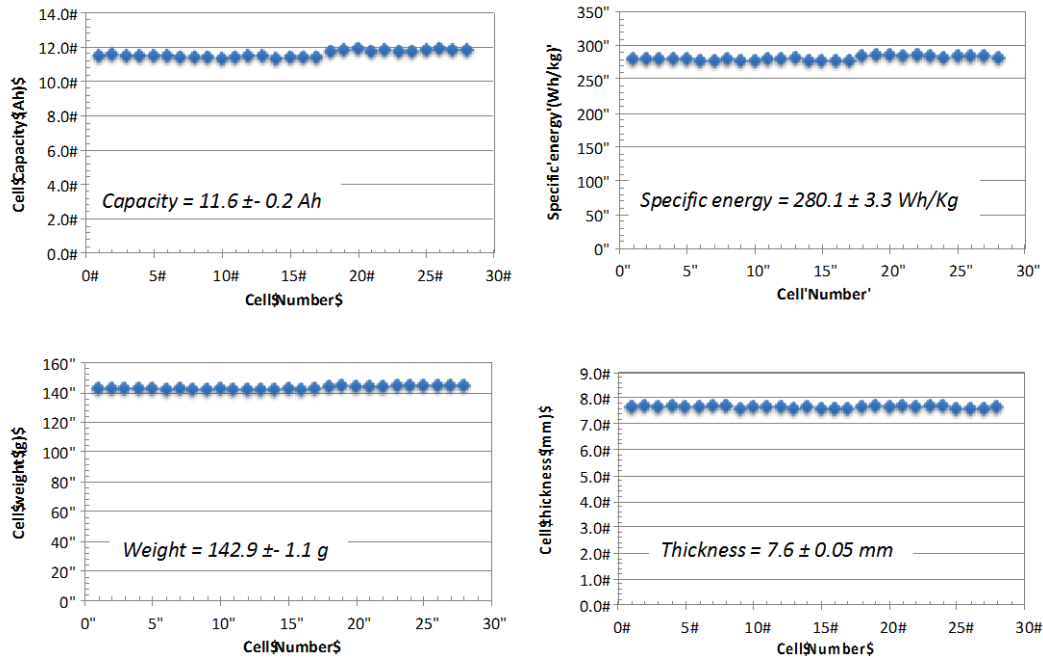 14.0#
12.0#
10.0#
8.0#
6.0#
4.0#
2.0#
0.0#
Cell$Capacity$(Ah)$
Capacity = 11.6 ±- 0.2 Ah
0# 5# 10# 15# 20# 25# 30#
Cell$Number$
350"
300"
250"
200"
150"
100"
50"
0"
Specific'energy'(Wh/kg)'
Specific energy = 280.1 ± 3.3 Wh/Kg
0" 5" 10" 15" 20" 25" 30"
Cell'Number'
160"
140"
120"
100"
80"
60"
40"
20"
0"
Cell$weight$(g)$
Weight = 142.9 ±- 1.1 g
0" 5" 10" 15" 20" 25" 30"
Cell$Number$
9.0#
8.0#
7.0#
6.0#
5.0#
4.0#
3.0#
2.0#
1.0#
0.0#
Cell$thickness$(mm)$
Thickness = 7.6 ± 0.05 mm
0# 5# 10# 15# 20# 25# 30#
Cell$Number$